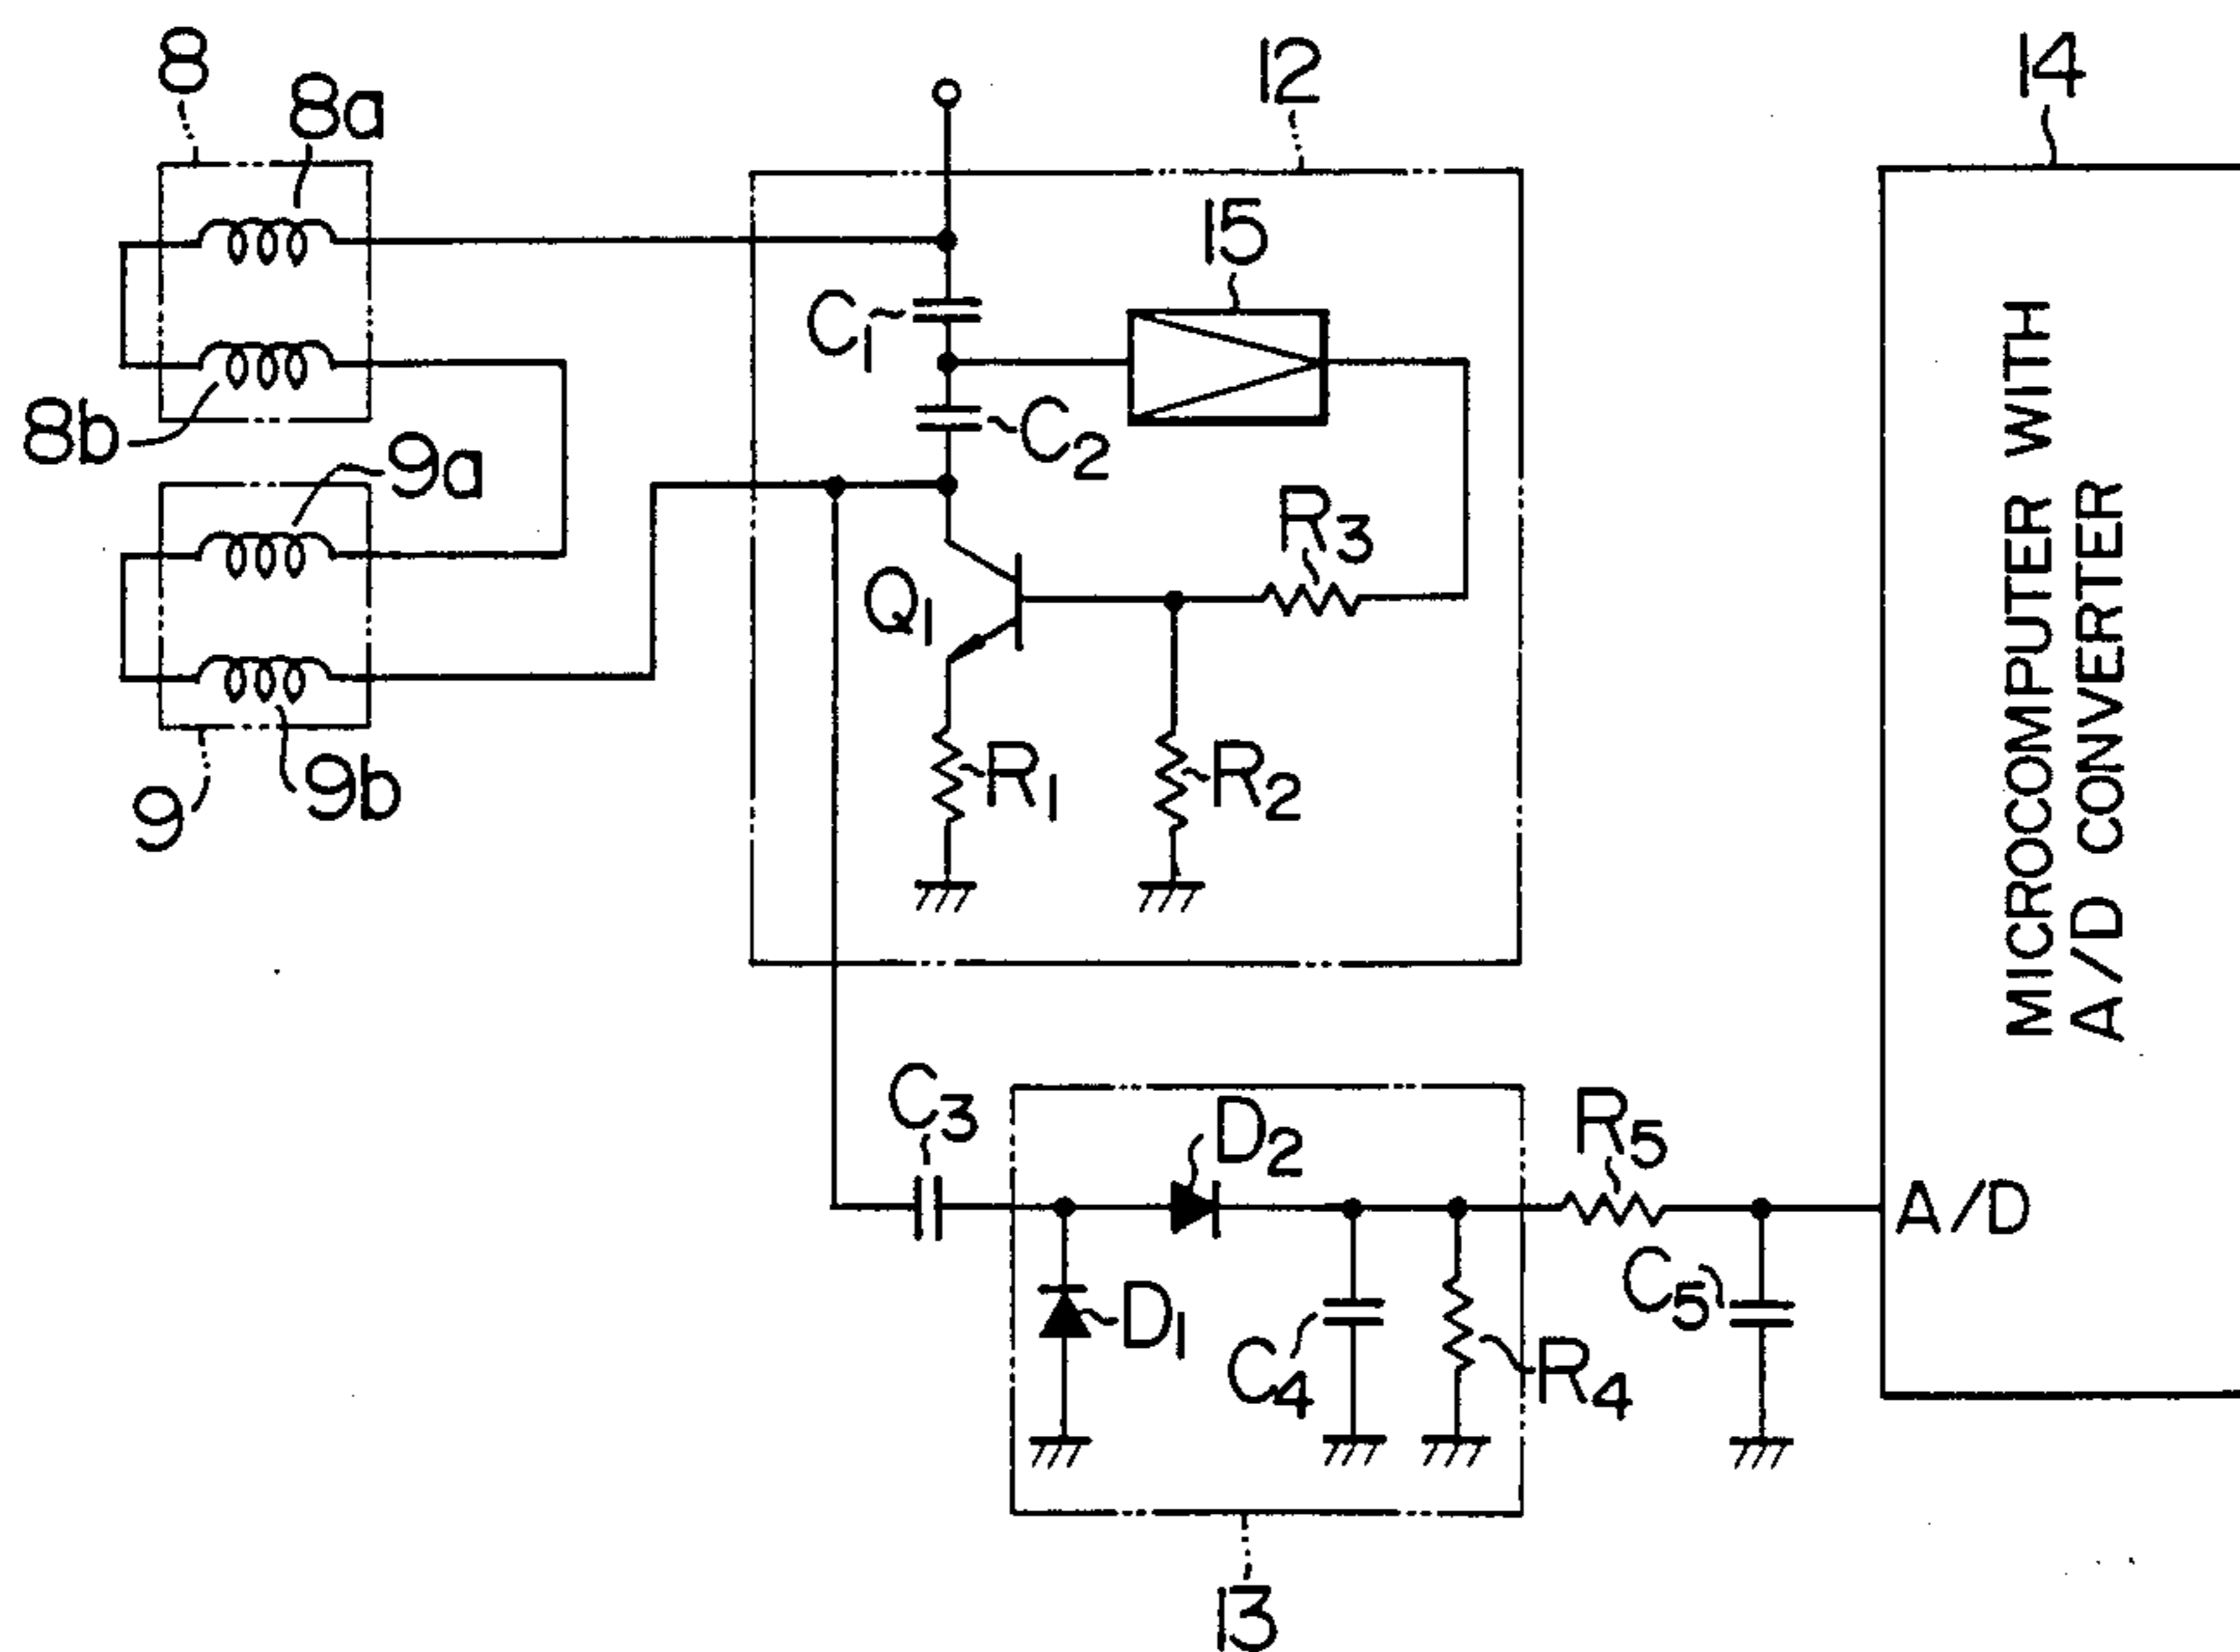 8
8a
12
14
15
C1
8b
C2
9a
R3
Q1
MICROCOMPUTER WITH
A/D CONVERTER
R1
R2
9b
9
C3
D2
R5
A/D
C5
D1
C4
R4
13